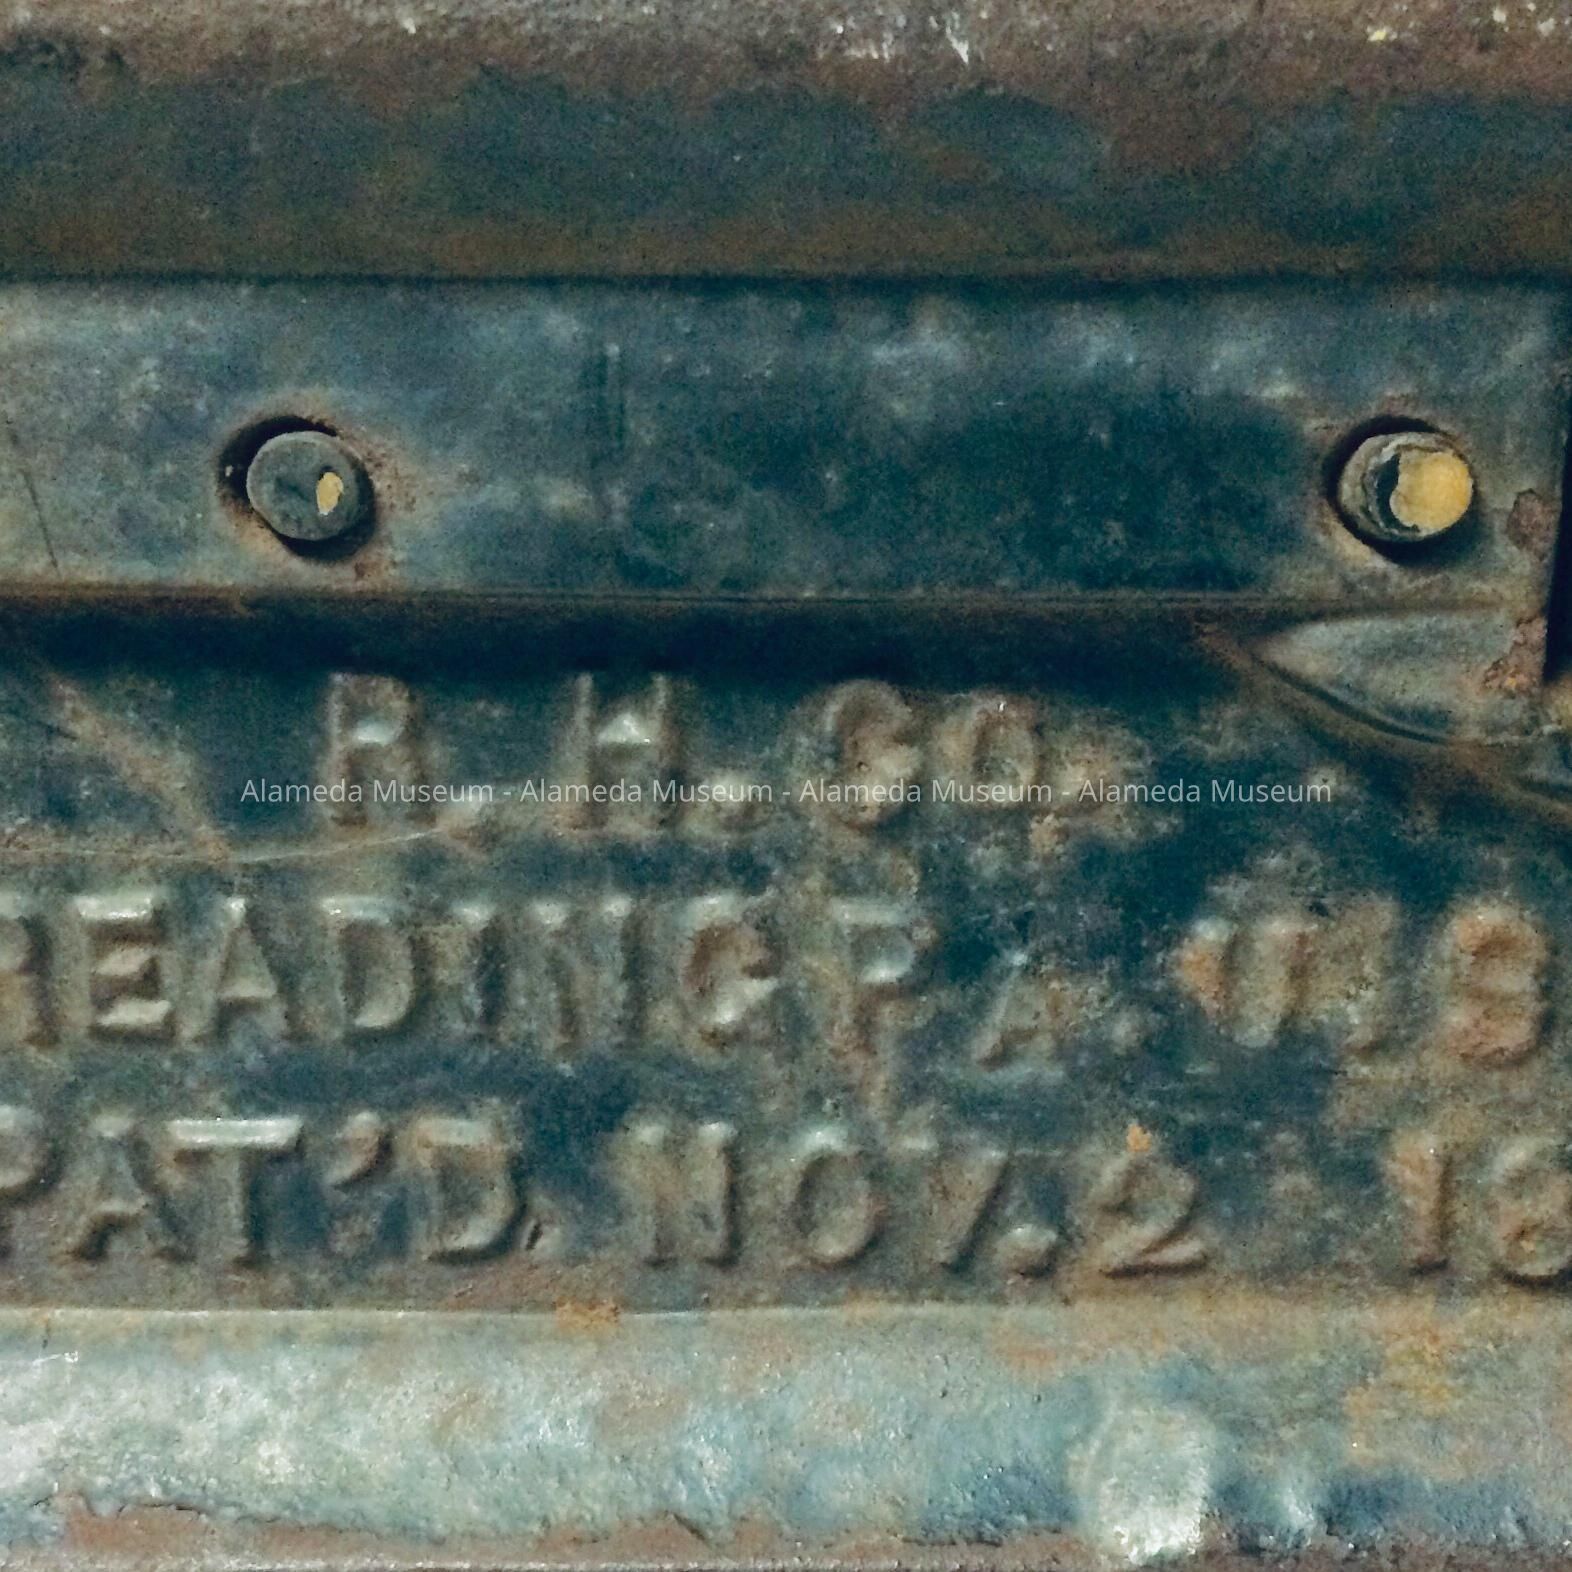 R. H. CO.
Alameda Museum - Alameda Museum - Alameda Museum - Alameda Museum
READING PA. U.S
PAT'D. NOV. 2 18